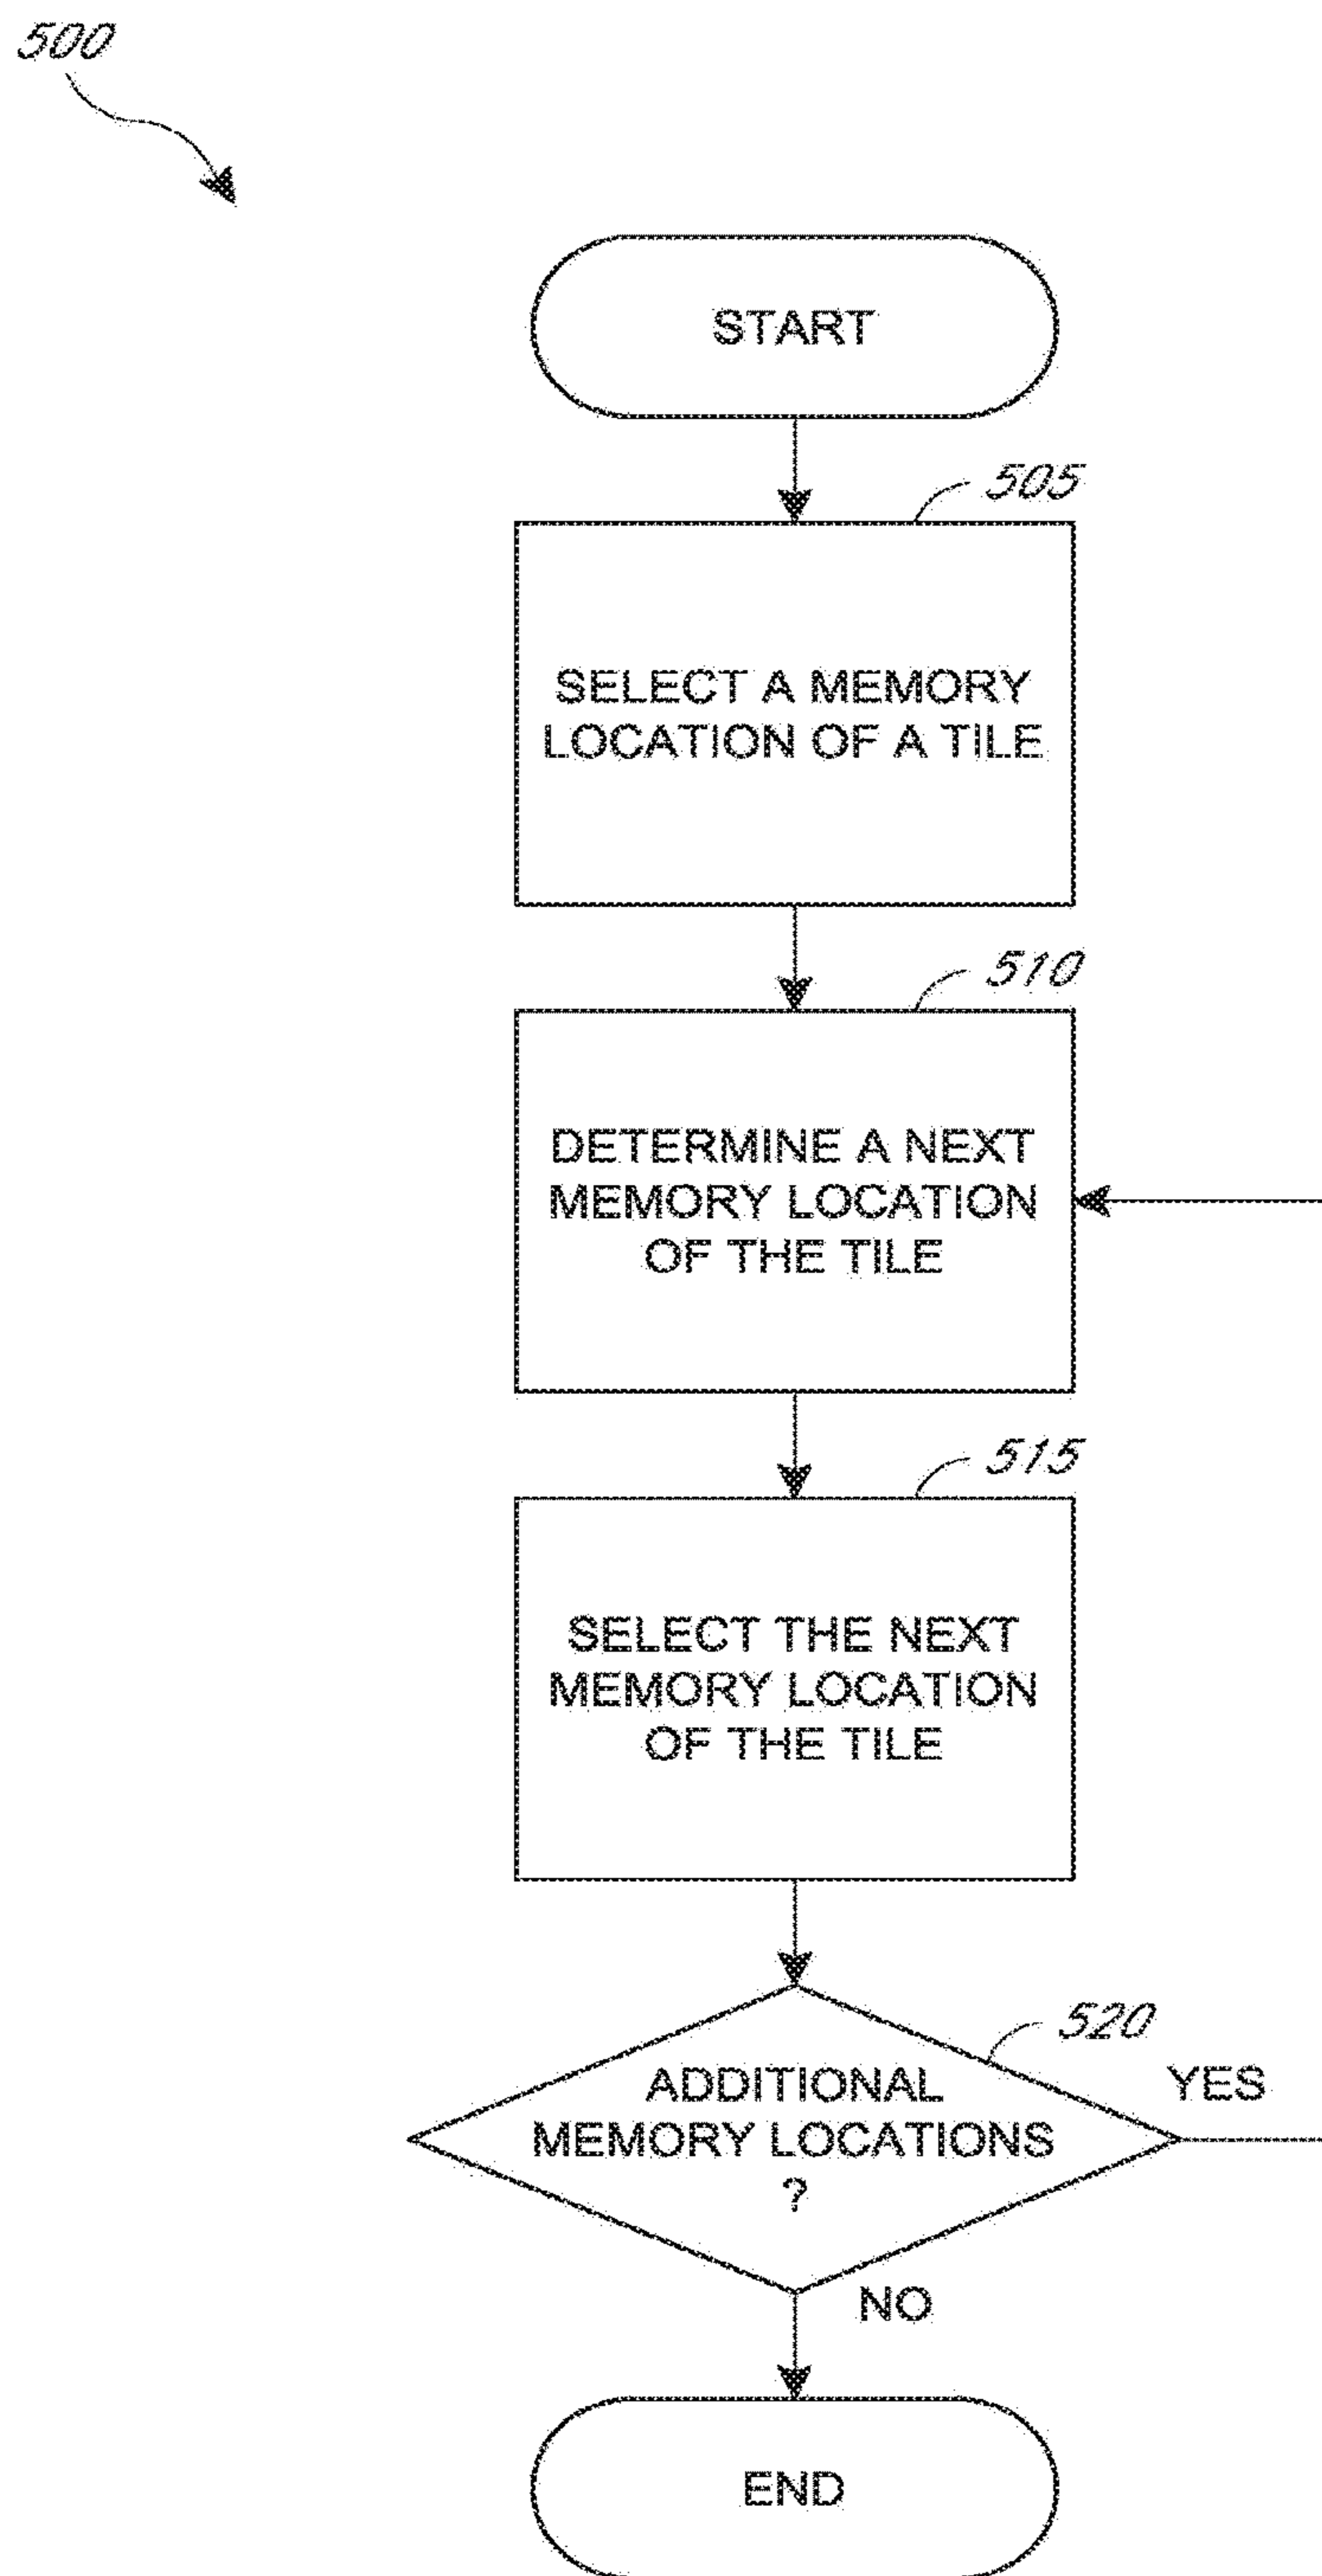 500
START
505
SELECT A MEMORY
LOCATION OF A TILE
510
DETERMINE A NEXT
MEMORY LOCATION
OF THE TILE
515
SELECT THE NEXT
MEMORY LOCATION
OF THE TILE
520
ADDITIONAL
MEMORY LOCATIONS
?
YES
NO
END